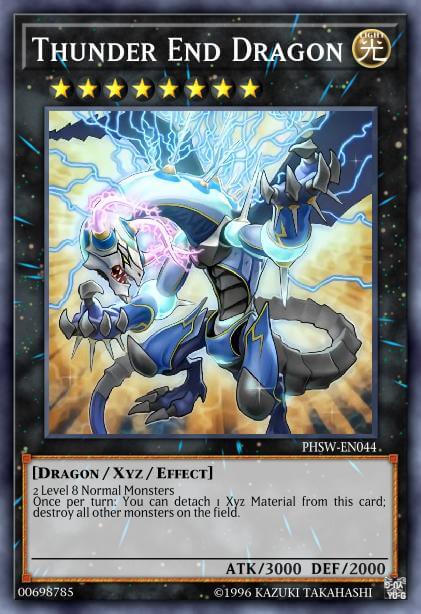 THUNDER END DRAGON
LIGHT
光
PHSW-EN044
[DRAGON / XYZ / EFFECT]
2 Level 8 Normal Monsters
Once per turn: You can detach 1 Xyz Material from this card;
destroy all other monsters on the field.
ATK/3000 DEF/2000
00698785
©1996 KAZUKI TAKAHASHI